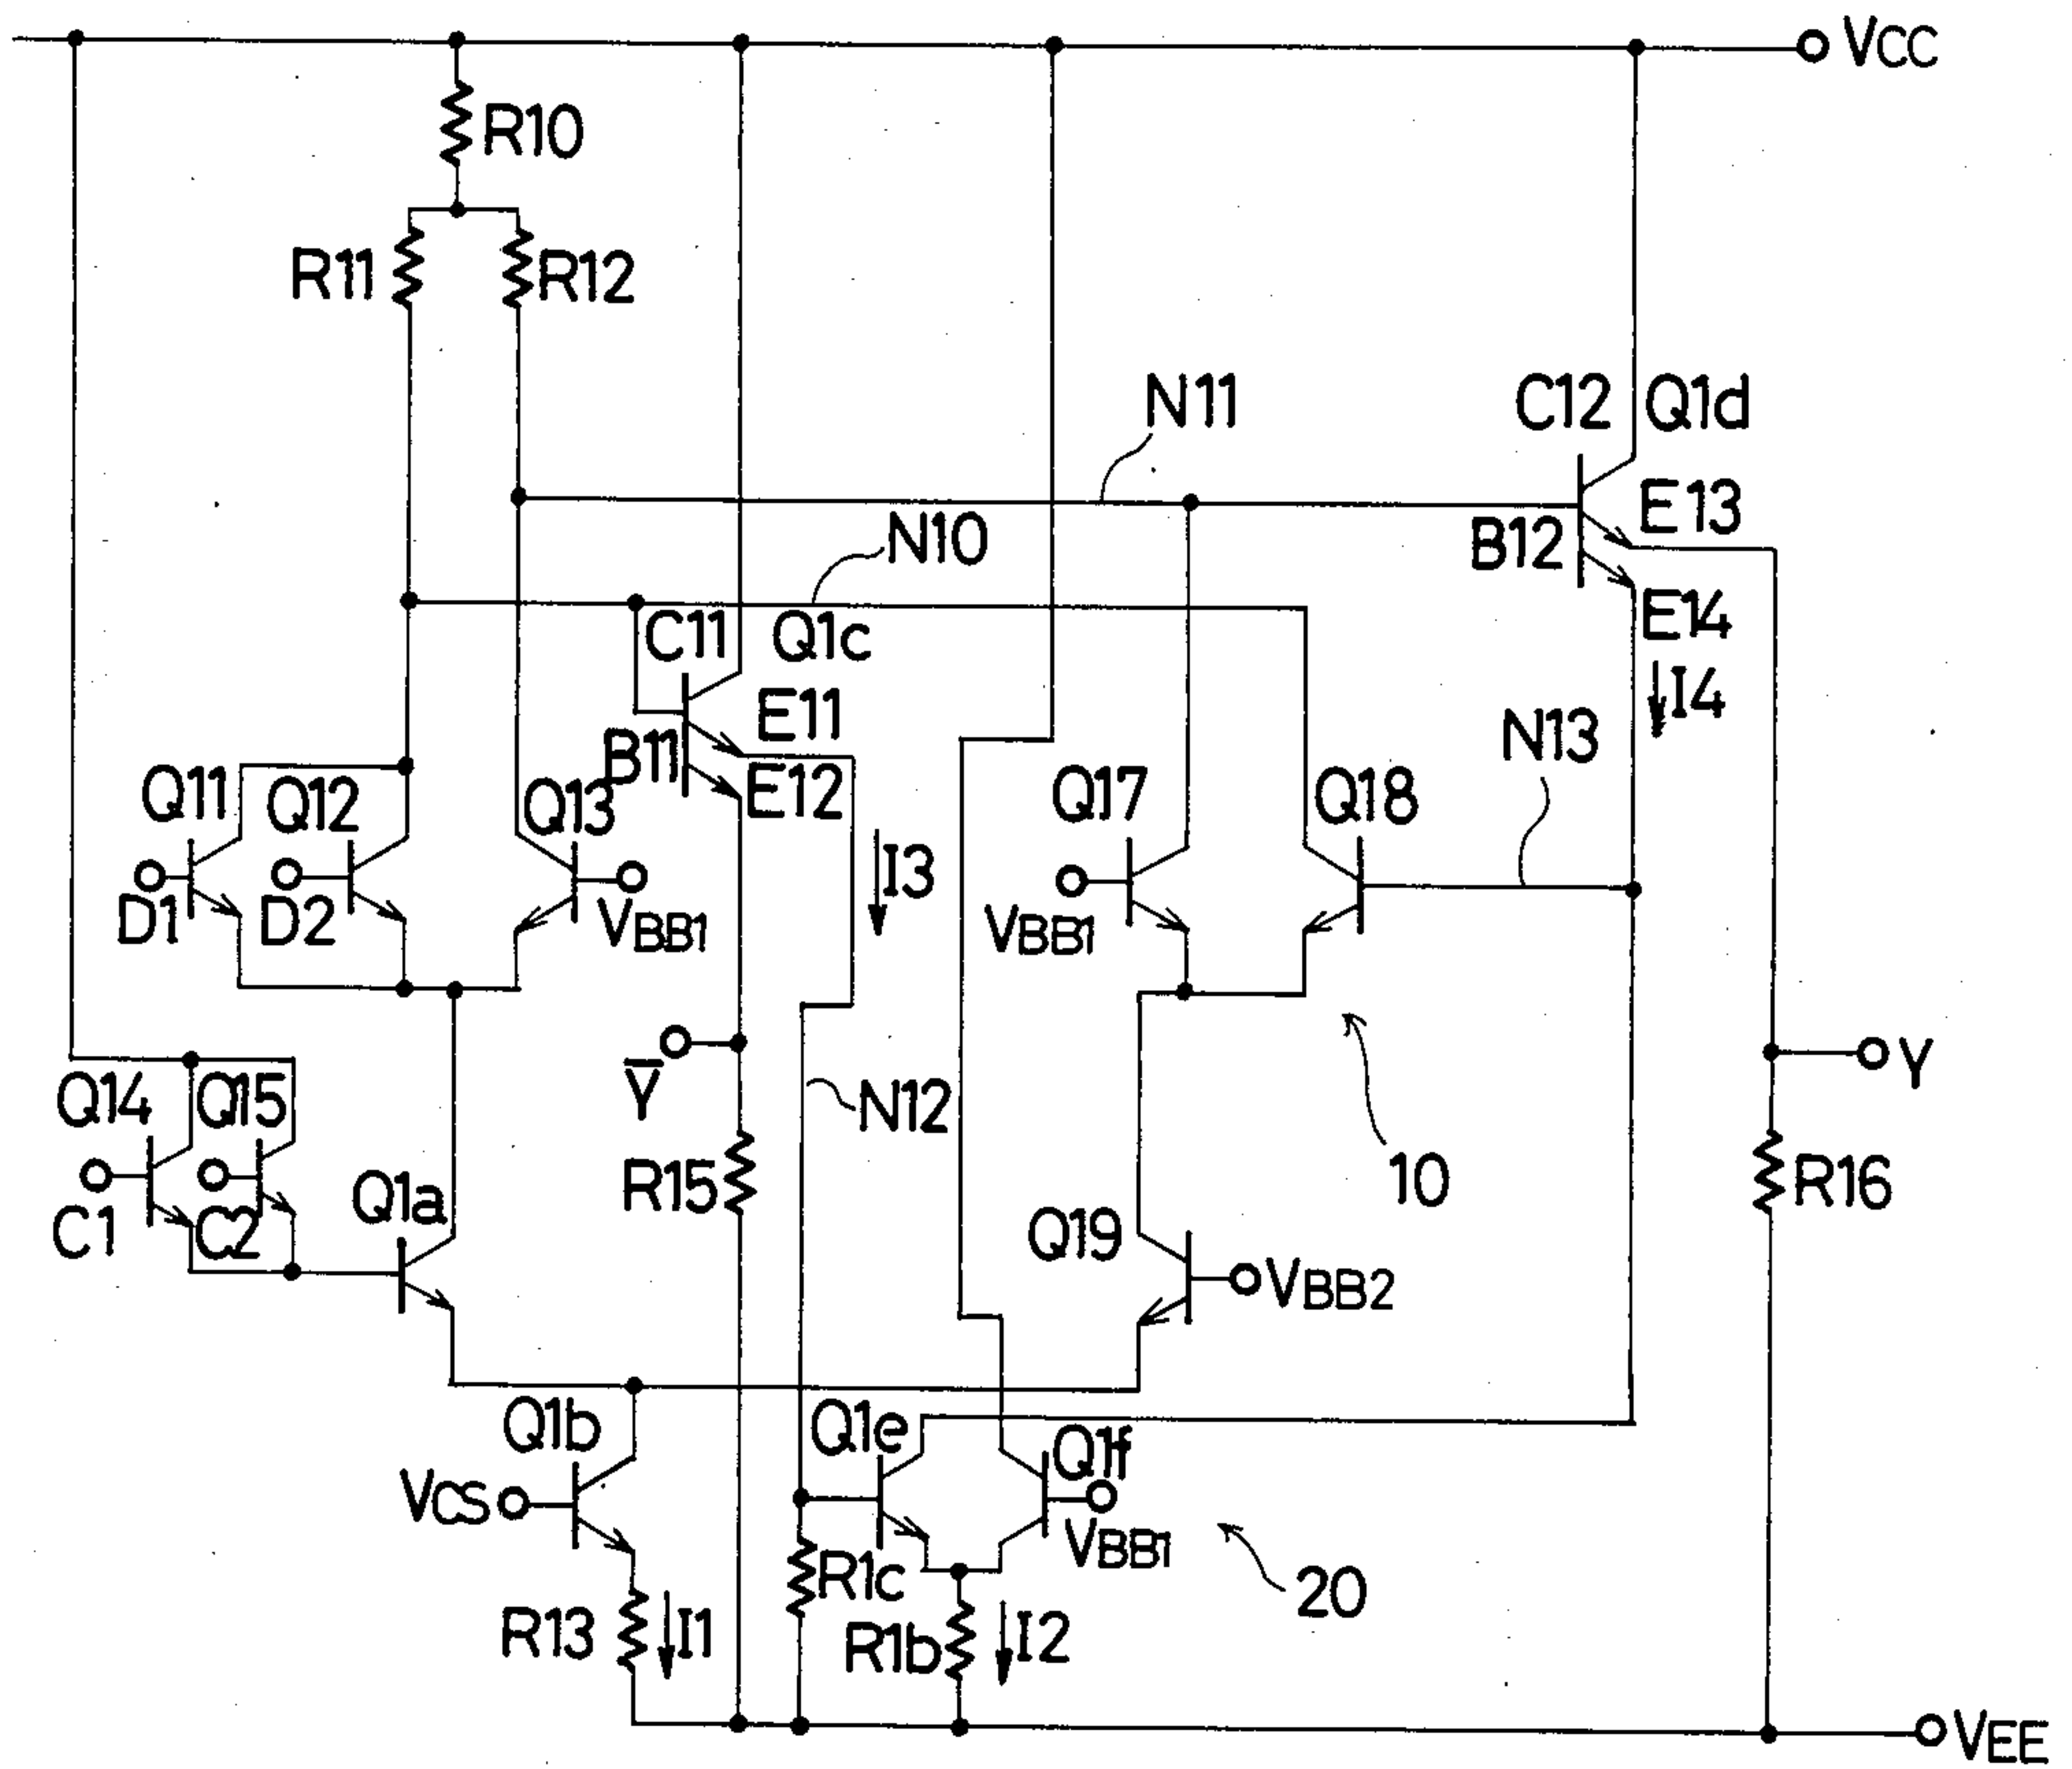 VCC
R10
R11
R12
N11
C12
Q1d
N10
B12
E13
C11
Q1c
E14
I4
E11
B11
E12
N13
Q11
Q12
Q13
Q17
Q18
D1
D2
VBB1
I3
VBB1
Y
Q14
Q15
Y
N12
R15
10
R16
C1
C2
Q1a
Q19
VBB2
Q1b
Q1e
Q1f
VCS
VBB1
R1c
20
R13
I1
R1b
I2
VEE